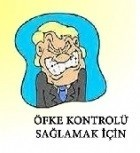 ÖFKE KONTROLÜ
SAĞLAMAK İÇİN